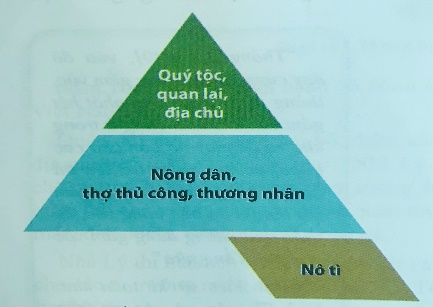 Quý tộc,
quan lại,
địa chủ
Nông dân,
thợ thủ công, thương nhân
Nô tì